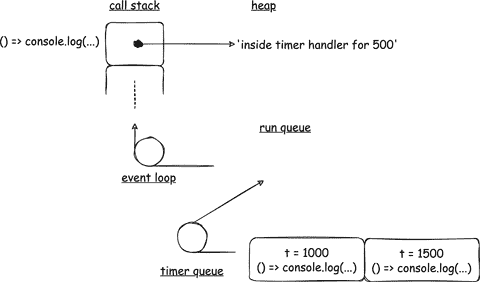 call stack
heap
() => console.log(...)
'inside timer handler for 500'
run queue
event loop
timer queue
t = 1000
() => console.log(...)
t = 1500
() => console.log(...)